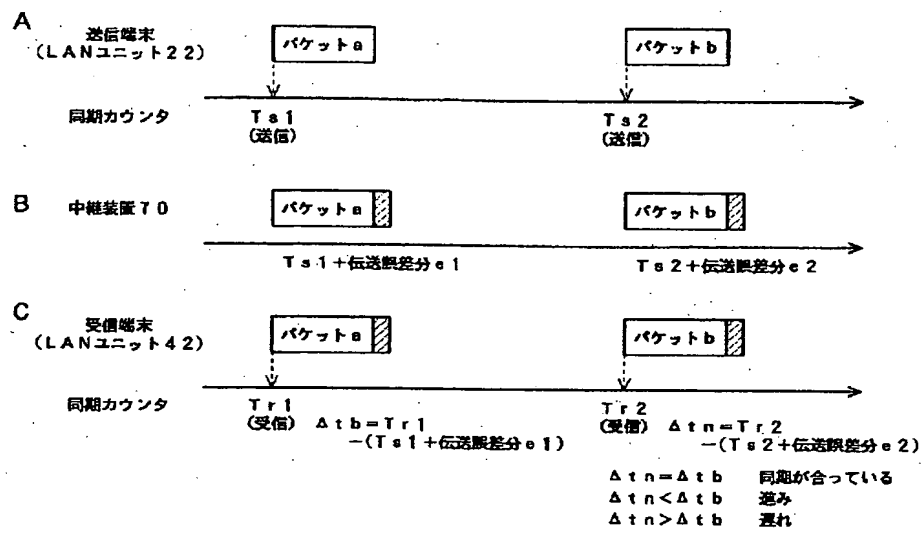 A
送信端末
(LANユニット22)
パケットa
パケットb
同期カウンタ
Ts1
(送信)
Ts2
(送信)
B
中継装置70
パケットa
パケットb
Ts1+伝送誤差分e1
Ts2+伝送誤差分e2
C
受信端末
(LANユニット42)
パケットa
パケットb
同期カウンタ
Tr1
(受信)
Δtb=Tr1
-(Ts1+伝送誤差分e1)
Tr2
(受信)
Δtn=Tr2
-(Ts2+伝送誤差分e2)
Δtn=Δtb 同期が合っている
Δtn<Δtb 進み
Δtn>Δtb 遅れ